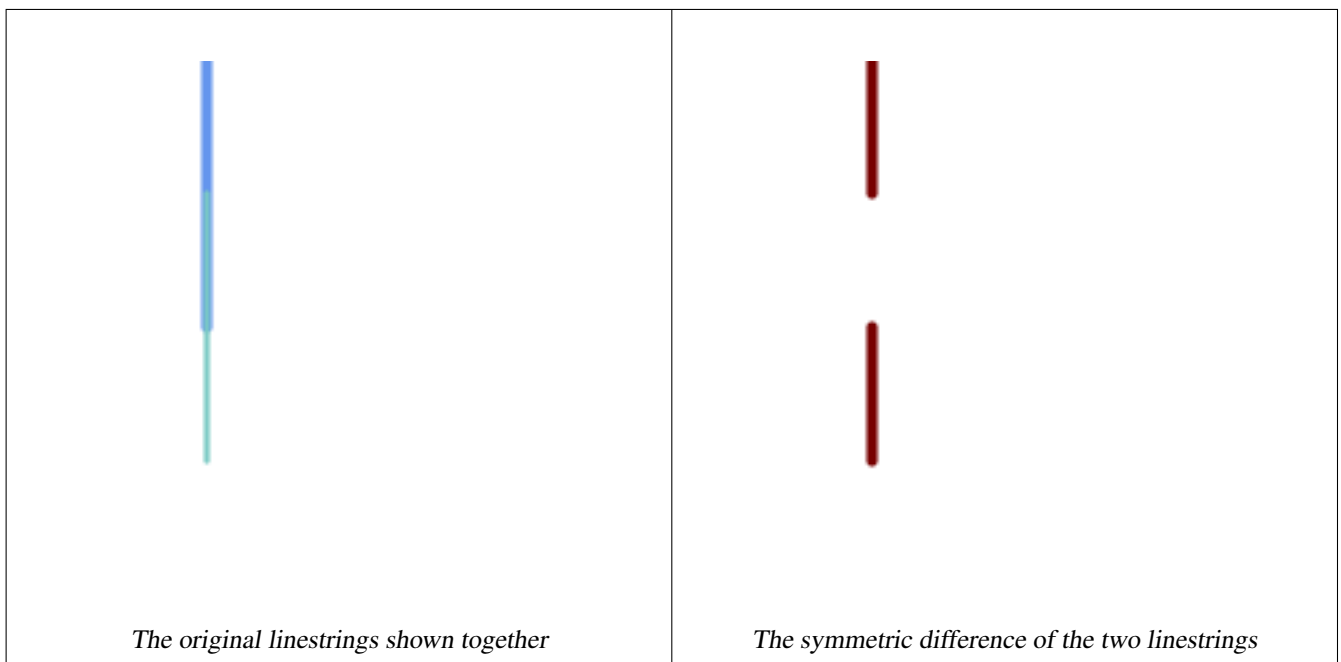 The original linestrings shown together
The symmetric difference of the two linestrings